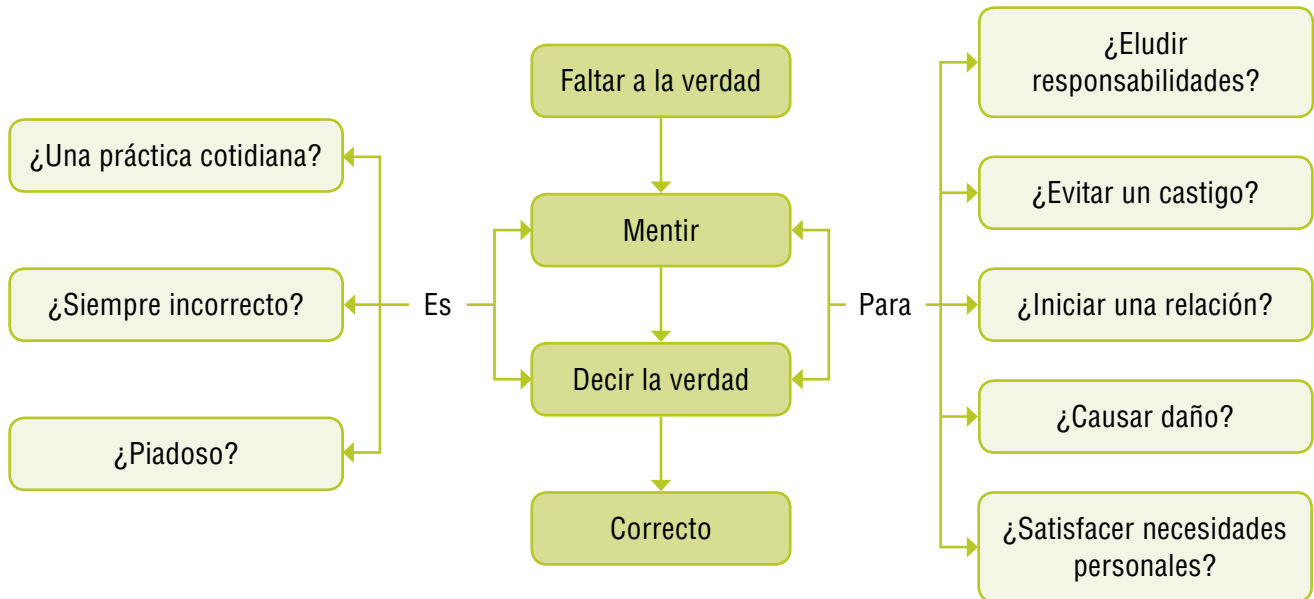 Faltar a la verdad
Mentir
Decir la verdad
Correcto
Es
¿Una práctica cotidiana?
¿Siempre incorrecto?
¿Piadoso?
Para
¿Eludir
responsabilidades?
¿Evitar un castigo?
¿Iniciar una relación?
¿Causar daño?
¿Satisfacer necesidades
personales?